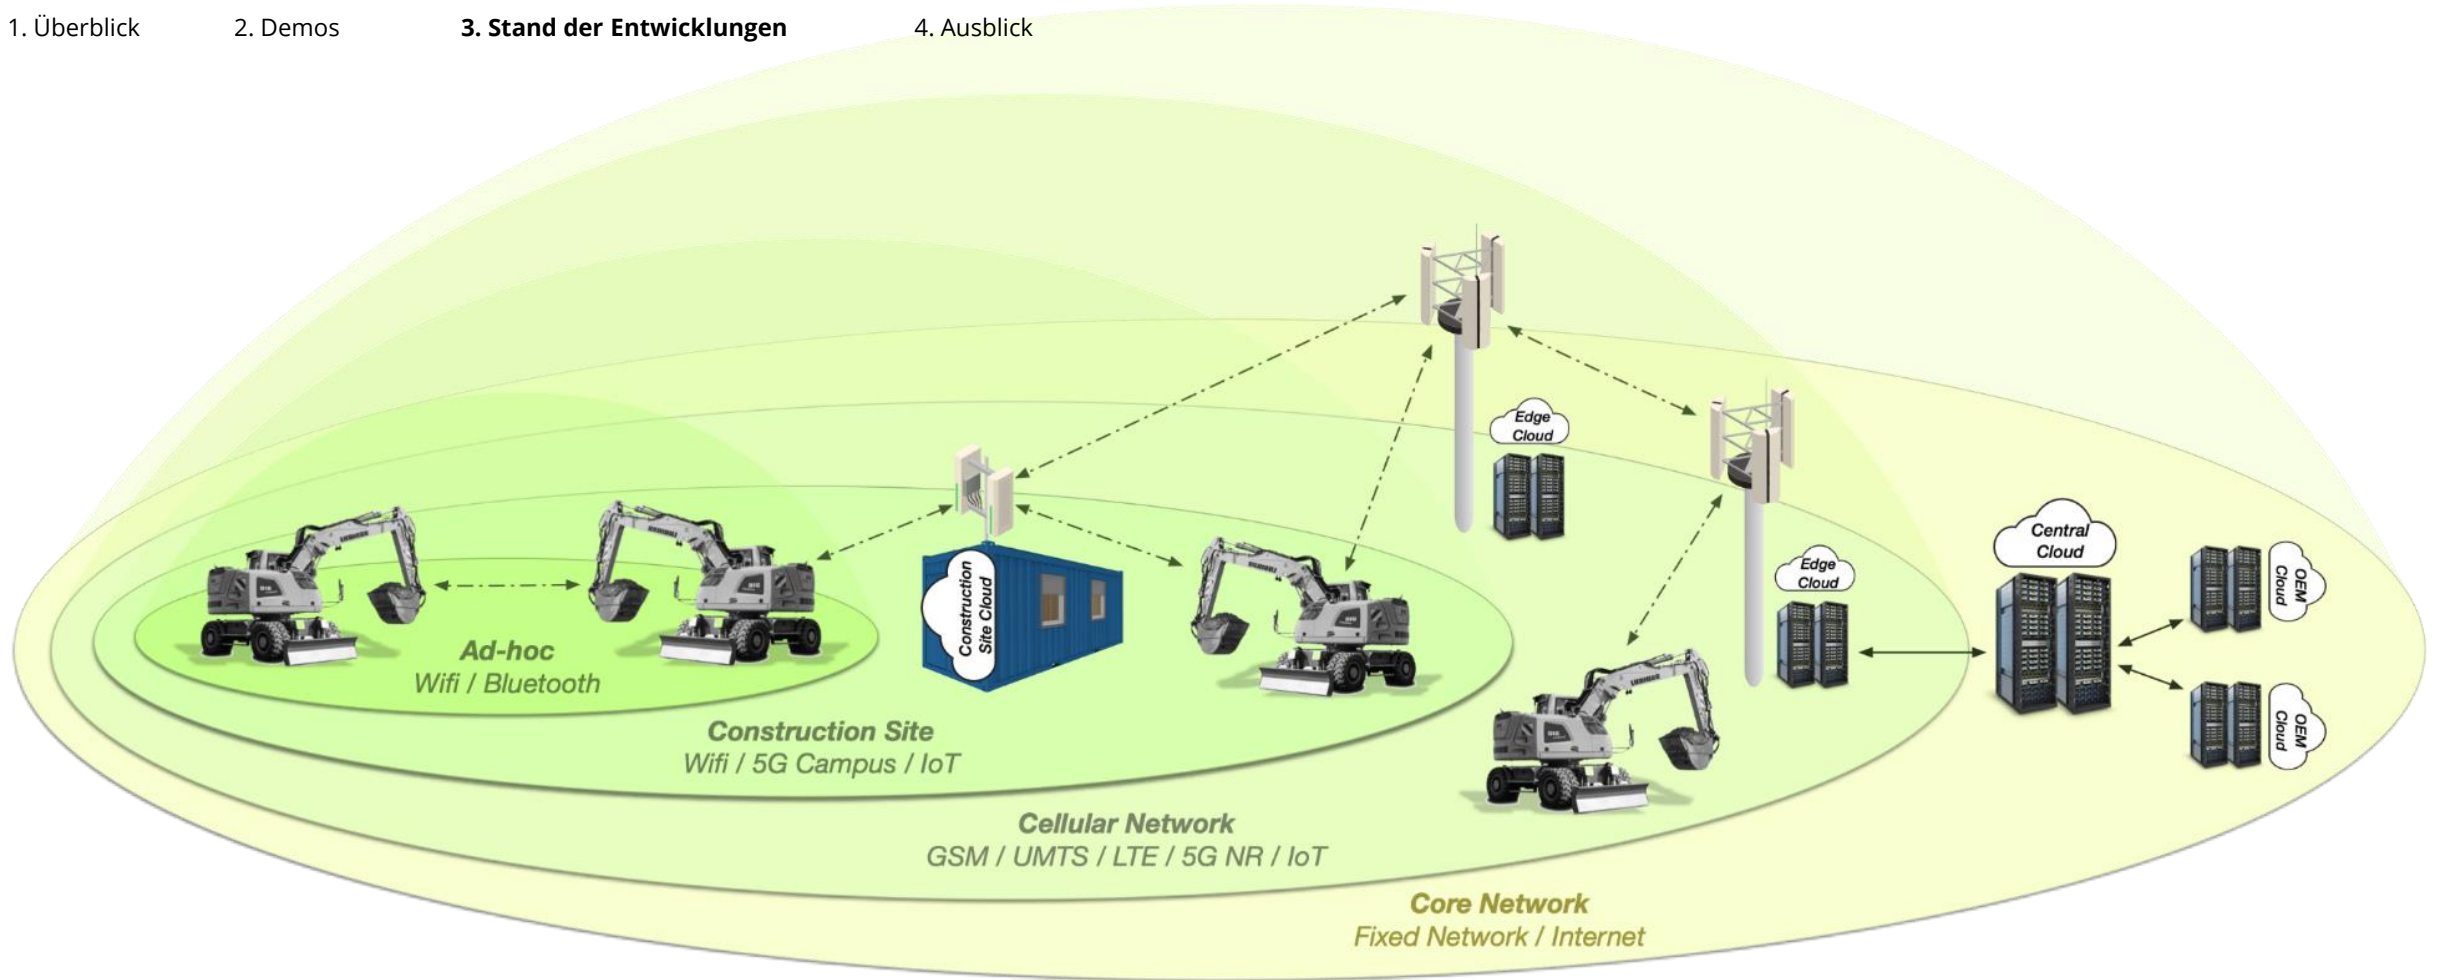 1. Überblick
2. Demos
3. Stand der Entwicklungen
4. Ausblick
Edge
Cloud
Edge
Cloud
Central
Cloud
OEM
Cloud
OEM
Cloud
Construction
Site Cloud
LIEBHERR
Ad-hoc
Wifi / Bluetooth
Construction Site
Wifi / 5G Campus / IoT
Cellular Network
GSM / UMTS / LTE / 5G NR / IoT
Core Network
Fixed Network / Internet